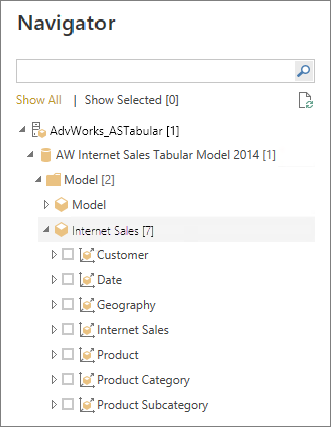 Navigator
Show All | Show Selected [0]
AdvWorks_ASTabular [1]
AW Internet Sales Tabular Model 2014 [1]
Model [2]
Model
Internet Sales [7]
Customer
Date
Geography
Internet Sales
Product
Product Category
Product Subcategory